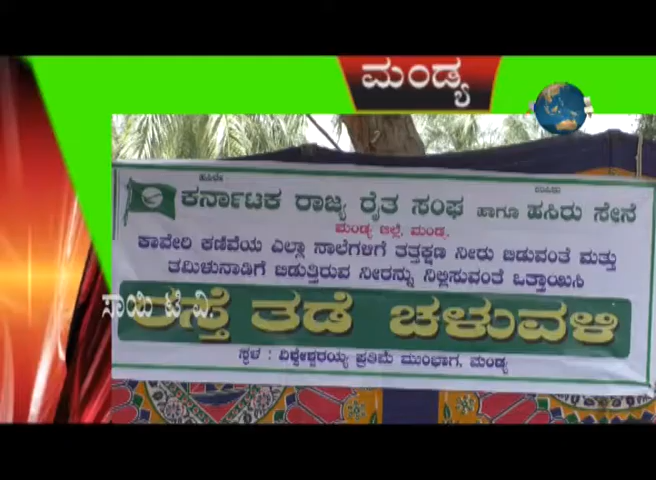 ಮಂಡ್ಯ
ಕರ್ನಾಟಕ ರಾಜ್ಯ ರೈತ ಸಂಘ ಹಾಗೂ ಹಸಿರು ಸೇನೆ
ಮಂಡ್ಯ ಜಿಲ್ಲೆ, ಮಂಡ್ಯ.
ಕಾವೇರಿ ಕಣಿವೆಯ ಎಲ್ಲಾ ನಾಲೆಗಳಿಗೆ ತತ್ತಕ್ಷಣ ನೀರು ಬಿಡುವಂತೆ ಮತ್ತು
ತಮಿಳುನಾಡಿಗೆ ಬಿಡುತ್ತಿರುವ ನೀರನ್ನು ನಿಲ್ಲಿಸುವಂತೆ ಒತ್ತಾಯಿಸಿ
ಸಾಯಿ ಟಿ.ವಿ.
ರಸ್ತೆ ತಡೆ ಚಳುವಳಿ
ಸ್ಥಳ : ವಿಶ್ವೇಶ್ವರಯ್ಯ ಪ್ರತಿಮೆ ಮುಂಭಾಗ, ಮಂಡ್ಯ